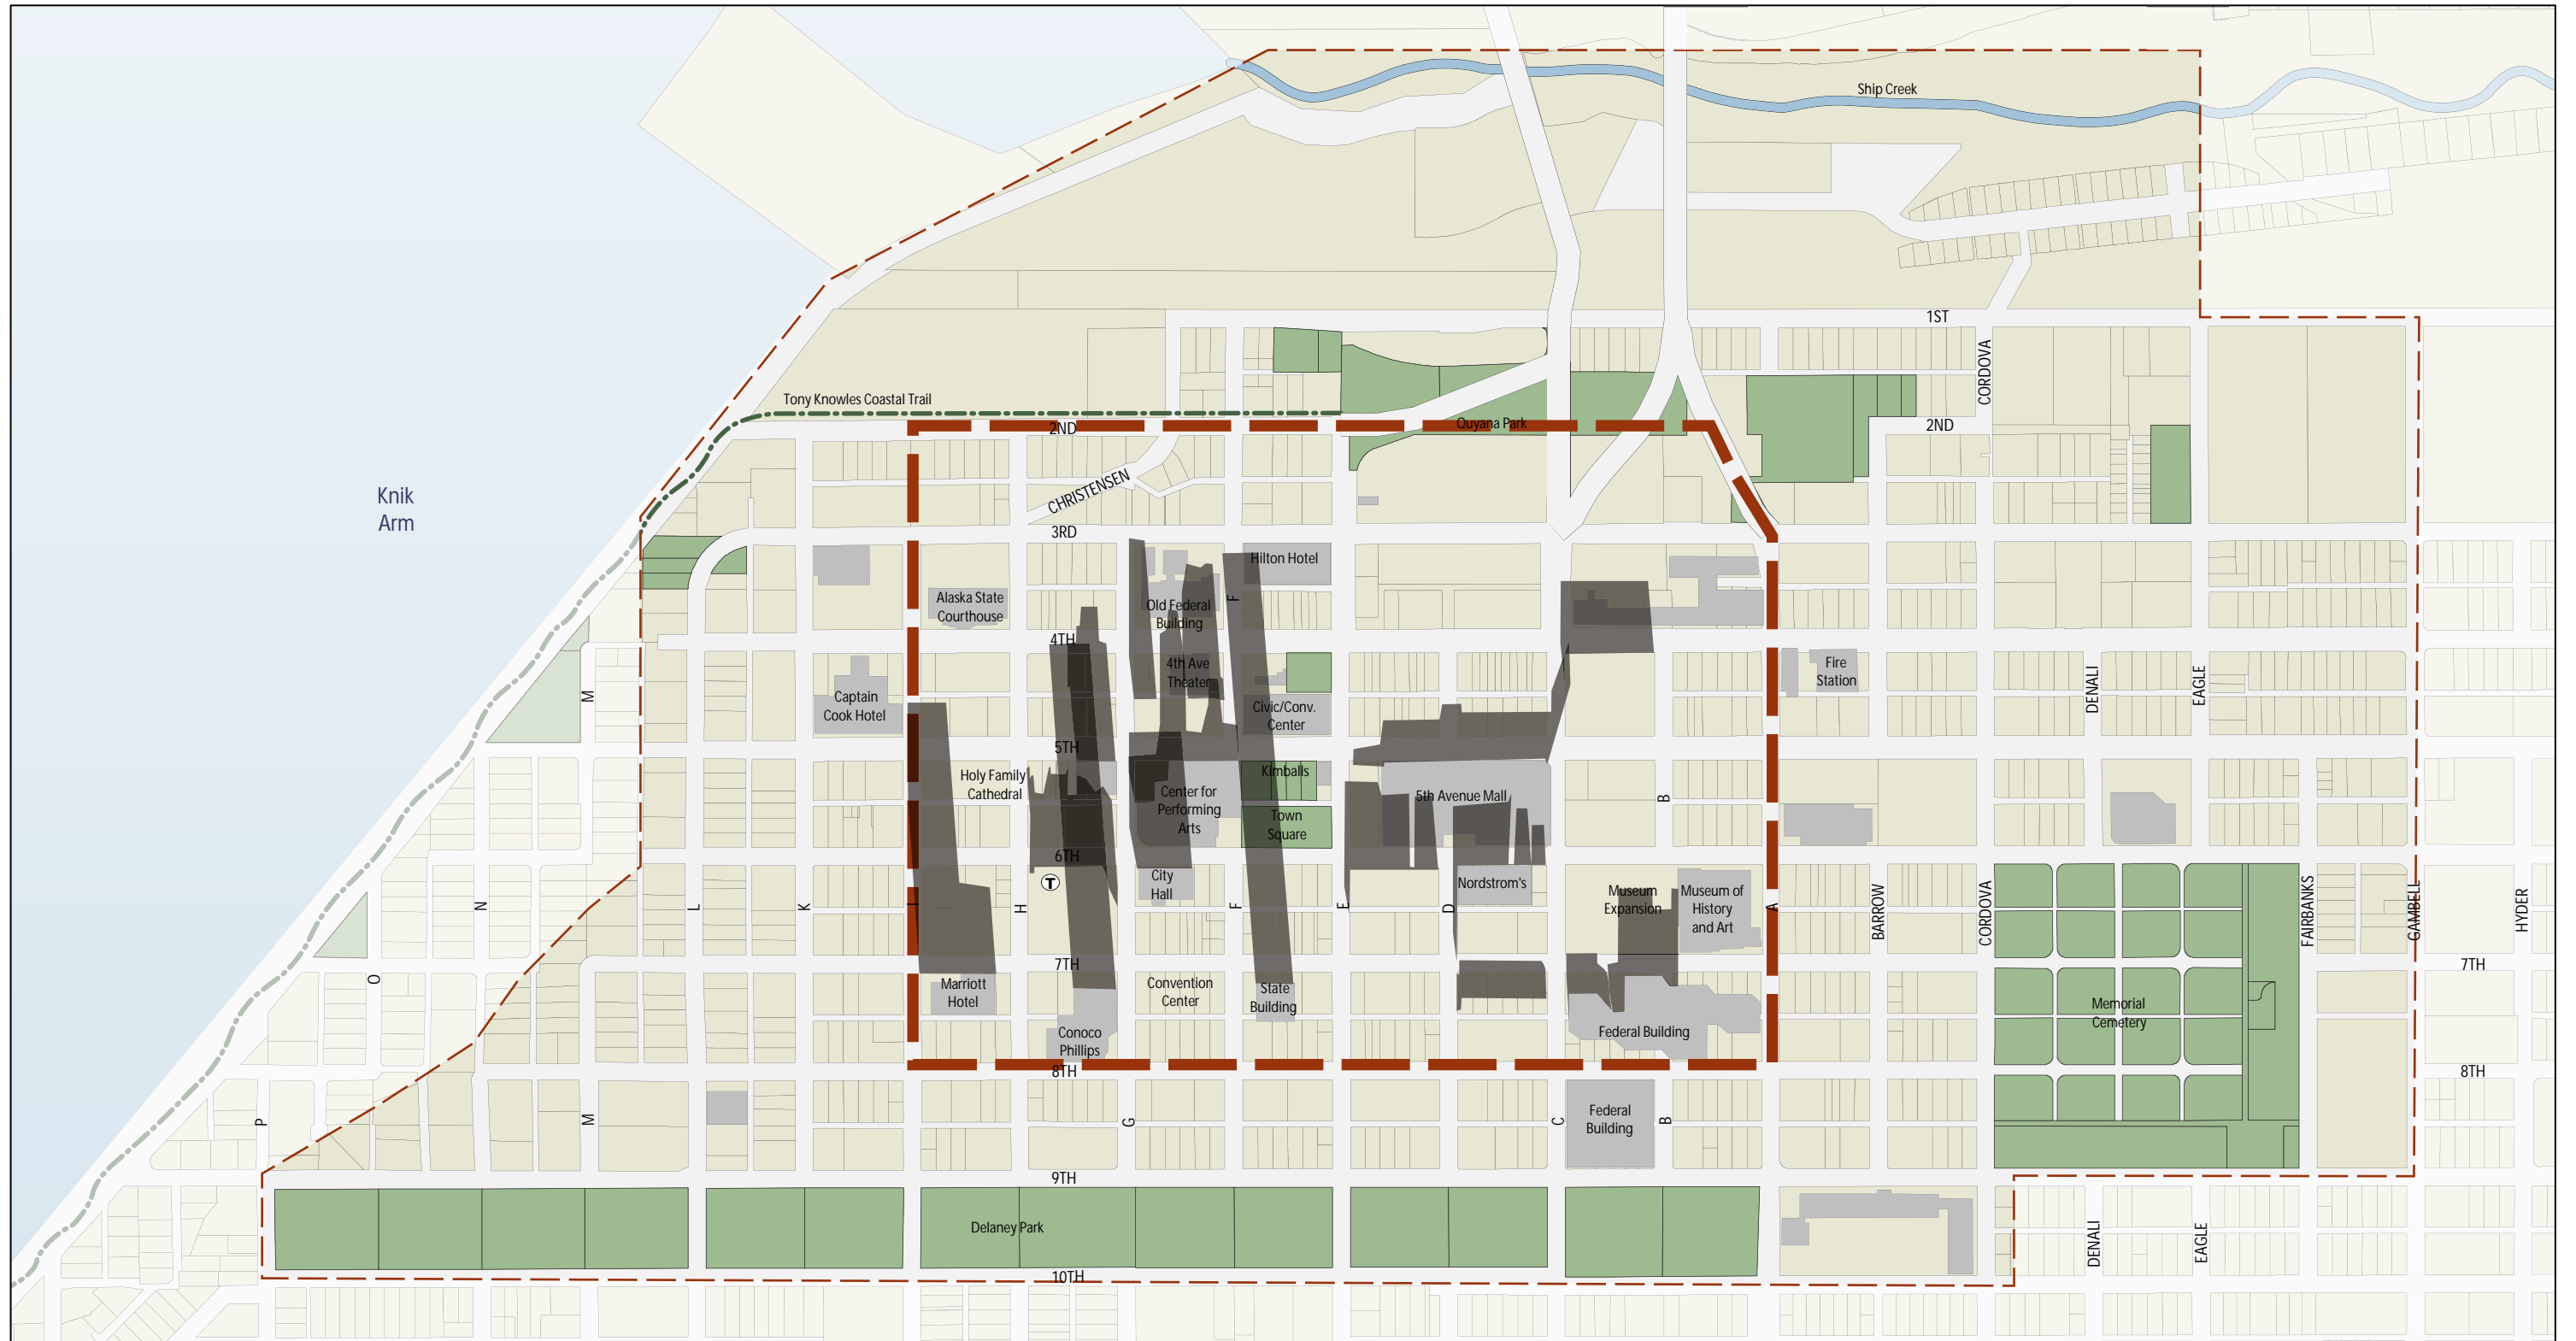 Ship Creek
1ST
CORDOVA
Tony Knowles Coastal Trail
2ND
Quyana Park
2ND
Knik
Arm
CHRISTENSEN
3RD
Hilton Hotel
Alaska State
Courthouse
Old Federal
Building
F
4TH
4th Ave
Theater
Fire
Station
M
DENALI
EAGLE
Captain
Cook Hotel
Civic/Conv.
Center
5TH
Holy Family
Cathedral
Kimballs
Center for
Performing
Arts
5th Avenue Mall
B
Town
Square
6TH
T
City
Hall
Nordstrom's
Museum
Expansion
Museum of
History
and Art
N
L
K
I
H
F
E
D
A
BARROW
CORDOVA
FAIRBANKS
GAMBELL
HYDER
7TH
7TH
O
Marriott
Hotel
Convention
Center
State
Building
Memorial
Cemetery
Conoco
Phillips
Federal Building
8TH
8TH
P
M
G
C
Federal
Building
B
9TH
Delaney Park
DENALI
EAGLE
10TH